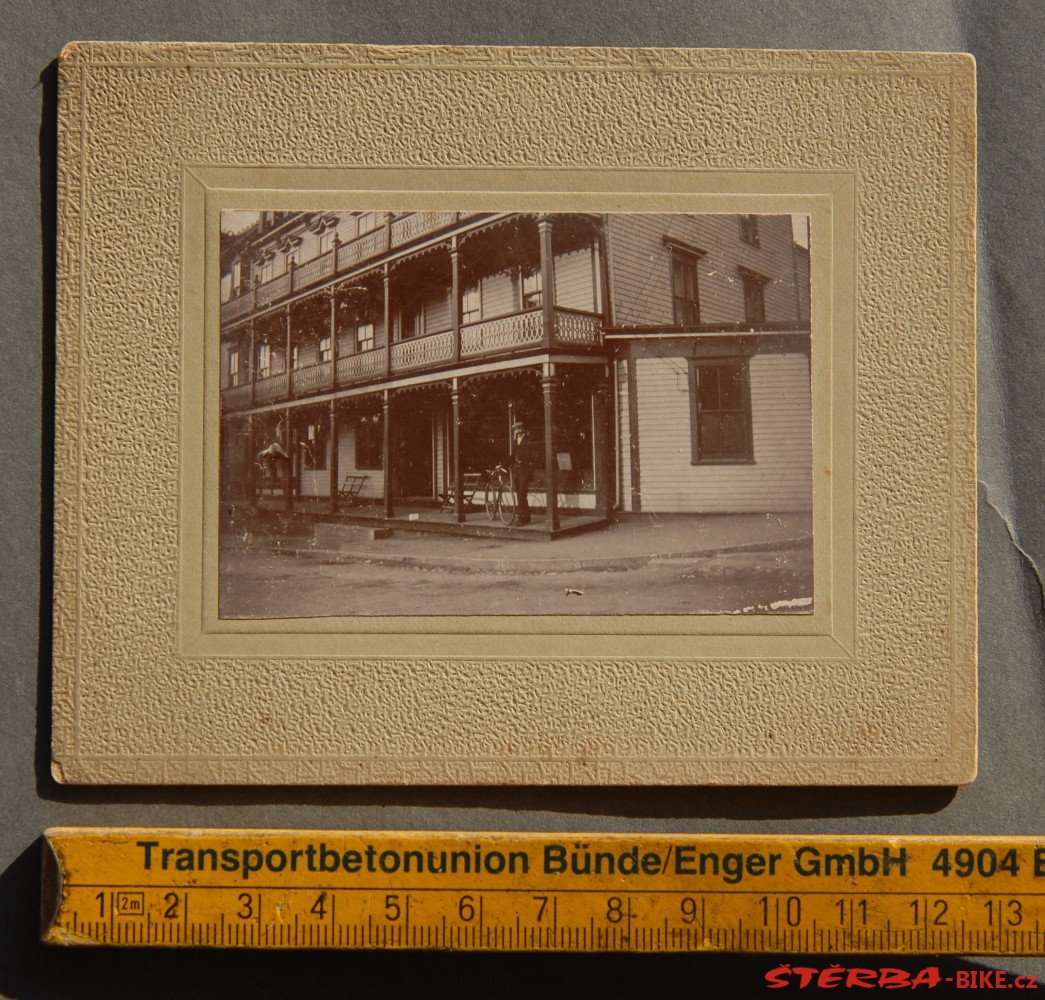 Transportbetonunion Bünde/Enger GmbH 4904
1 2m 2 3 4 5 6 7 8 9 10 11 12 13
ŠTĚRBA-BIKE.cz